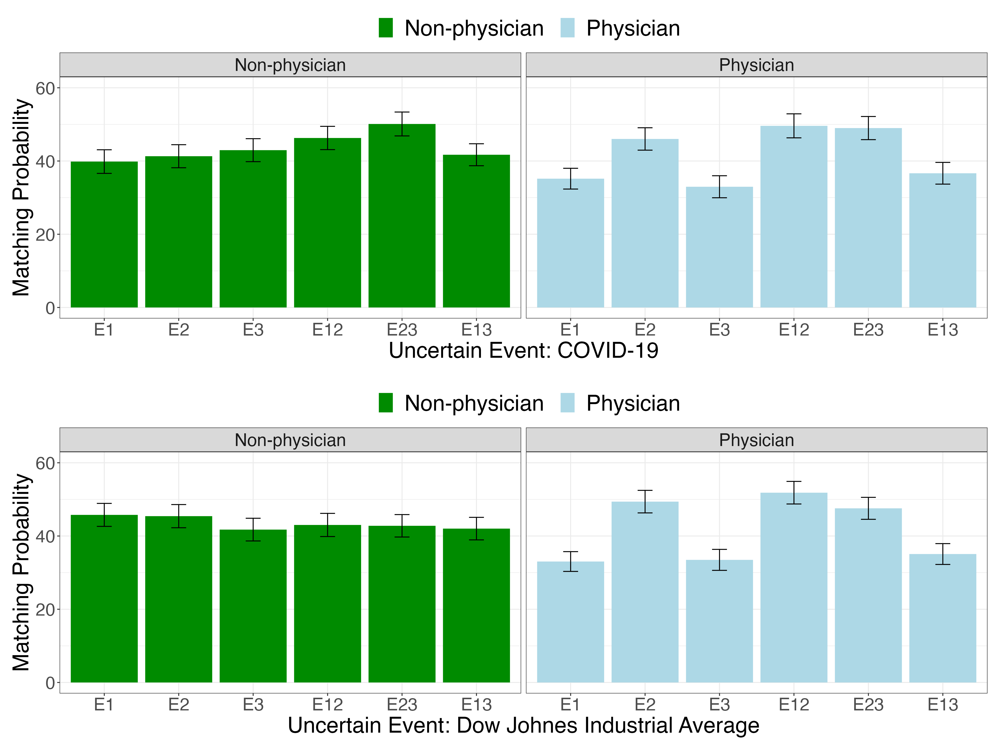 Non-physician Physician
Non-physician Physician
Matching Probability
60
40
20
0
E1 E2 E3 E12 E23 E13 E1 E2 E3 E12 E23 E13
Uncertain Event: COVID-19
Non-physician Physician
Non-physician Physician
Matching Probability
60
40
20
0
E1 E2 E3 E12 E23 E13 E1 E2 E3 E12 E23 E13
Uncertain Event: Dow Johnes Industrial Average